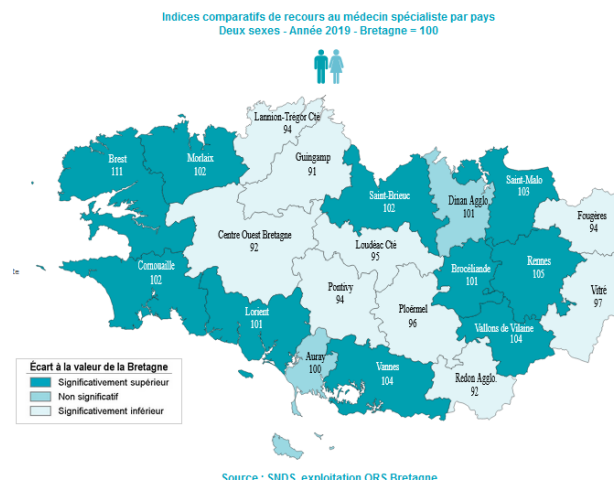 Indices comparatifs de recours au médecin spécialiste par pays
Deux sexes - Année 2019 - Bretagne = 100
Lannion-Trégor Cté
94
Guingamp
91
Brest
111
Morlaix
102
Saint-Brieuc
102
Dinan Agglo.
101
Saint-Malo
103
Fougères
94
Centre Ouest Bretagne
92
Loudéac Cté
95
Cornouaille
102
Brocéliande
101
Rennes
105
Vitré
97
Pontivy
94
Ploërmel
96
Lorient
101
Vallons de Vilaine
104
Auray
100
Vannes
104
Redon Agglo.
92
Écart à la valeur de la Bretagne
Significativement supérieur
Non significatif
Significativement inférieur
Source : SNDS, exploitation ORS Bretagne